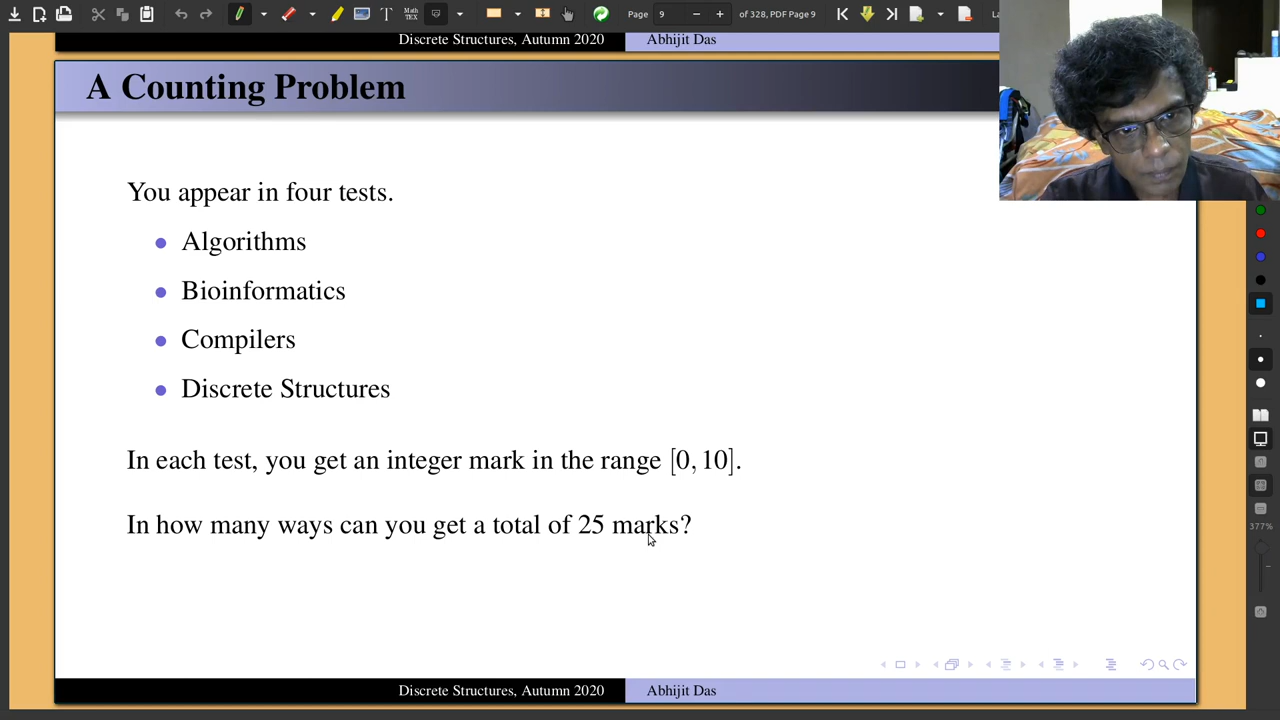 Page 9 of 328, PDF Page 9
Discrete Structures, Autumn 2020 Abhijit Das
A Counting Problem
You appear in four tests.
• Algorithms
• Bioinformatics
• Compilers
• Discrete Structures
In each test, you get an integer mark in the range [0, 10].
In how many ways can you get a total of 25 marks?
377%
Discrete Structures, Autumn 2020 Abhijit Das